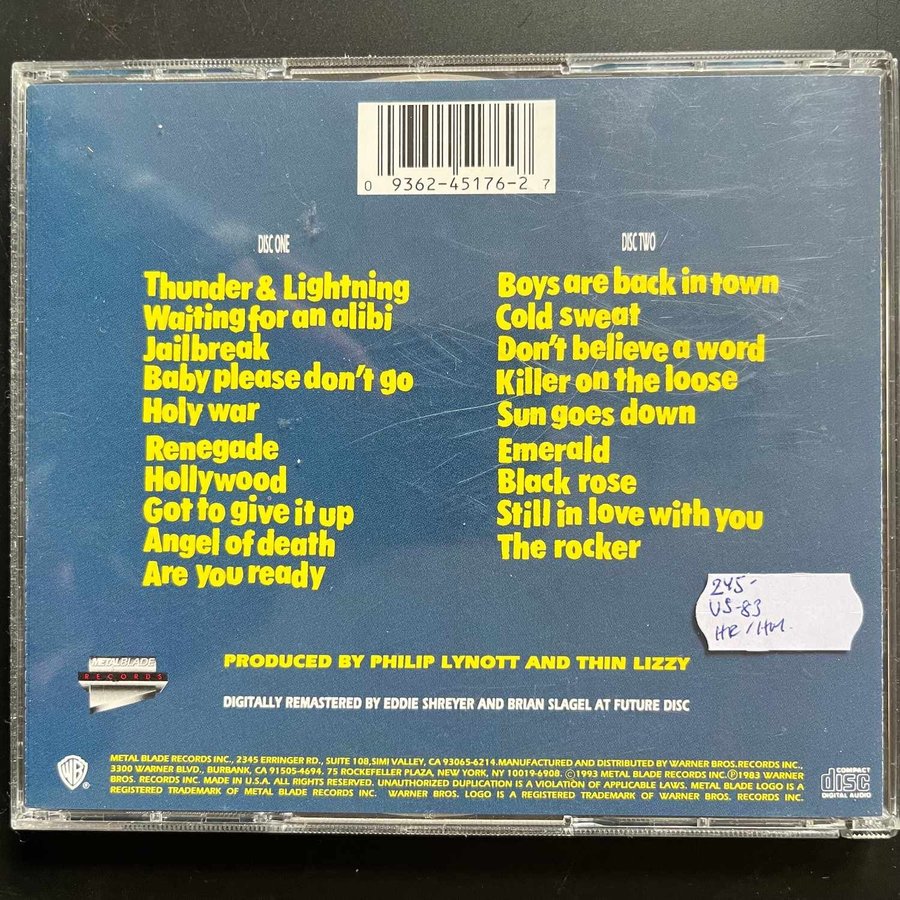 0 9362-45176-2 7
DISC ONE
Thunder & Lightning
Waiting for an alibi
Jailbreak
Baby please don't go
Holy war
Renegade
Hollywood
Got to give it up
Angel of death
Are you ready
DISC TWO
Boys are back in town
Cold sweat
Don't believe a word
Killer on the loose
Sun goes down
Emerald
Black rose
Still in love with you
The rocker
245-
US-83
HR/HM.
METAL BLADE
RECORDS
PRODUCED BY PHILIP LYNOTT AND THIN LIZZY
DIGITALLY REMASTERED BY EDDIE SHREYER AND BRIAN SLAGEL AT FUTURE DISC
WB
METAL BLADE RECORDS INC., 2345 ERRINGER RD., SUITE 108,SIMI VALLEY, CA 93065-6214.MANUFACTURED AND DISTRIBUTED BY WARNER BROS.RECORDS INC.,
3300 WARNER BLVD., BURBANK, CA 91505-4694. 75 ROCKEFELLER PLAZA, NEW YORK, NY 10019-6908. ©1993 METAL BLADE RECORDS INC.℗1983 WARNER
BROS. RECORDS INC. MADE IN U.S.A. ALL RIGHTS RESERVED. UNAUTHORIZED DUPLICATION IS A VIOLATION OF APPLICABLE LAWS. METAL BLADE LOGO IS A
REGISTERED TRADEMARK OF METAL BLADE RECORDS INC. WARNER BROS. LOGO IS A REGISTERED TRADEMARK OF WARNER BROS. RECORDS INC.
COMPACT
disc
DIGITAL AUDIO